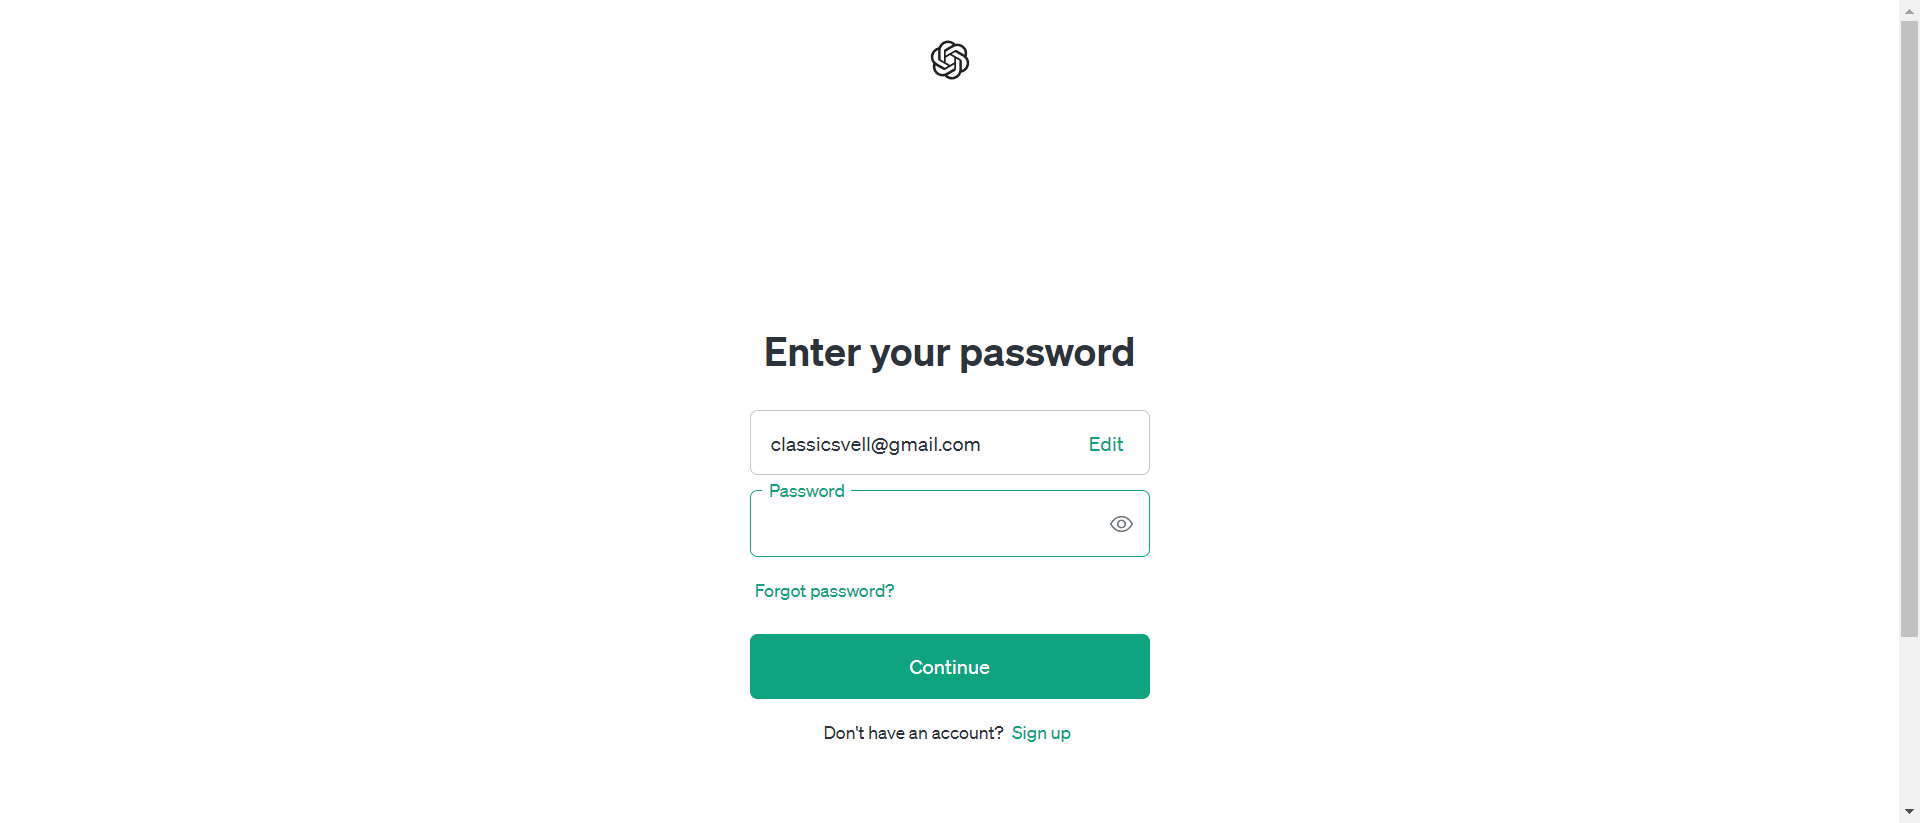 Enter your password
classicsvell@gmail.com Edit
Password
Forgot password?
Continue
Don't have an account? Sign up